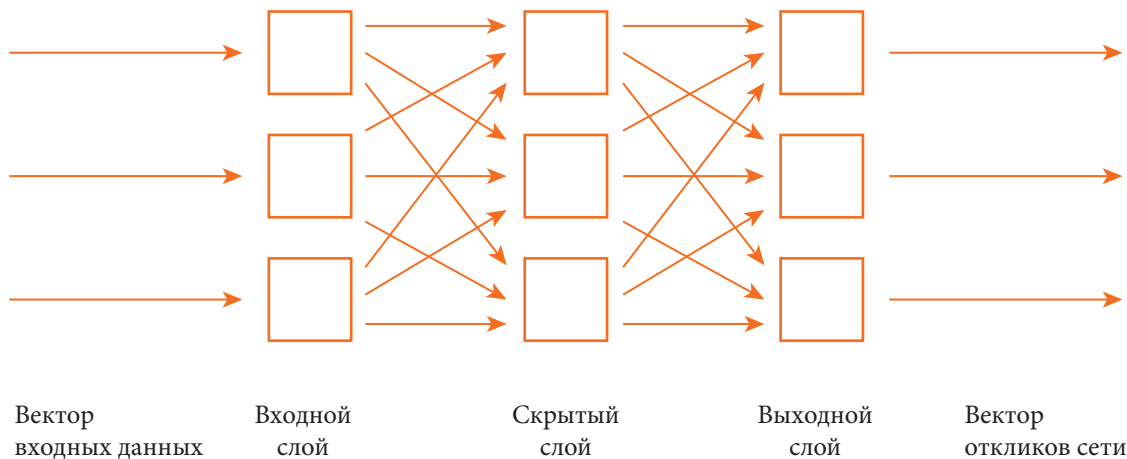 Вектор
входных данных
Входной
слой
Скрытый
слой
Выходной
слой
Вектор
откликов сети